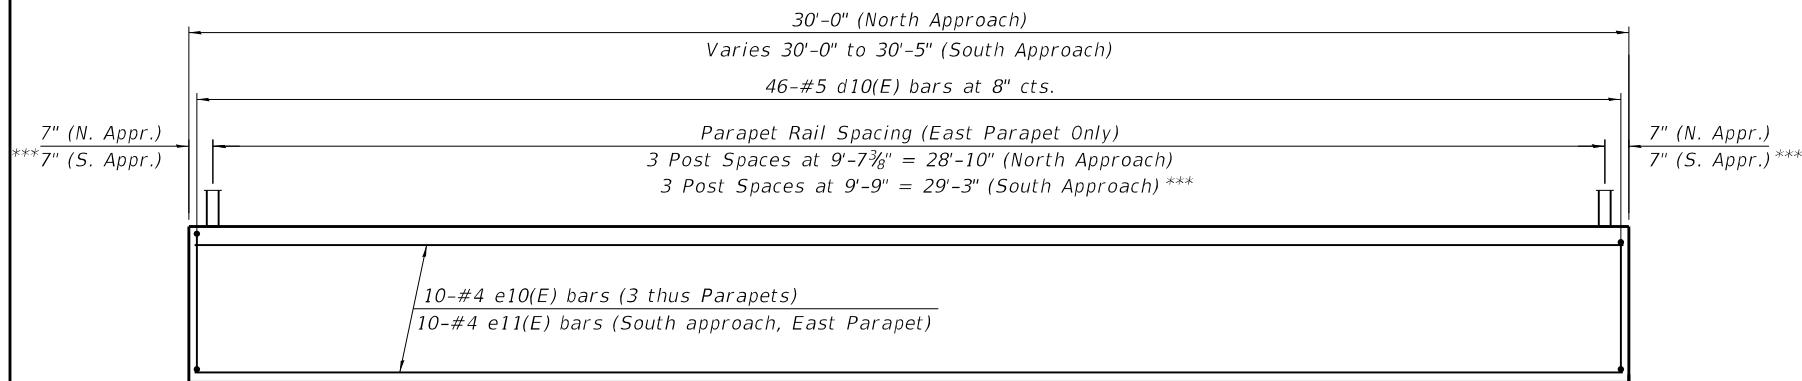 30'-0" (North Approach)
Varies 30'-0" to 30'-5" (South Approach)
46-#5 d10(E) bars at 8" cts.
7" (N. Appr.)
***7" (S. Appr.)
Parapet Rail Spacing (East Parapet Only)
3 Post Spaces at 9'-7⅜" = 28'-10" (North Approach)
3 Post Spaces at 9'-9" = 29'-3" (South Approach)***
7" (N. Appr.)
7" (S. Appr.)***
10-#4 e10(E) bars (3 thus Parapets)
10-#4 e11(E) bars (South approach, East Parapet)